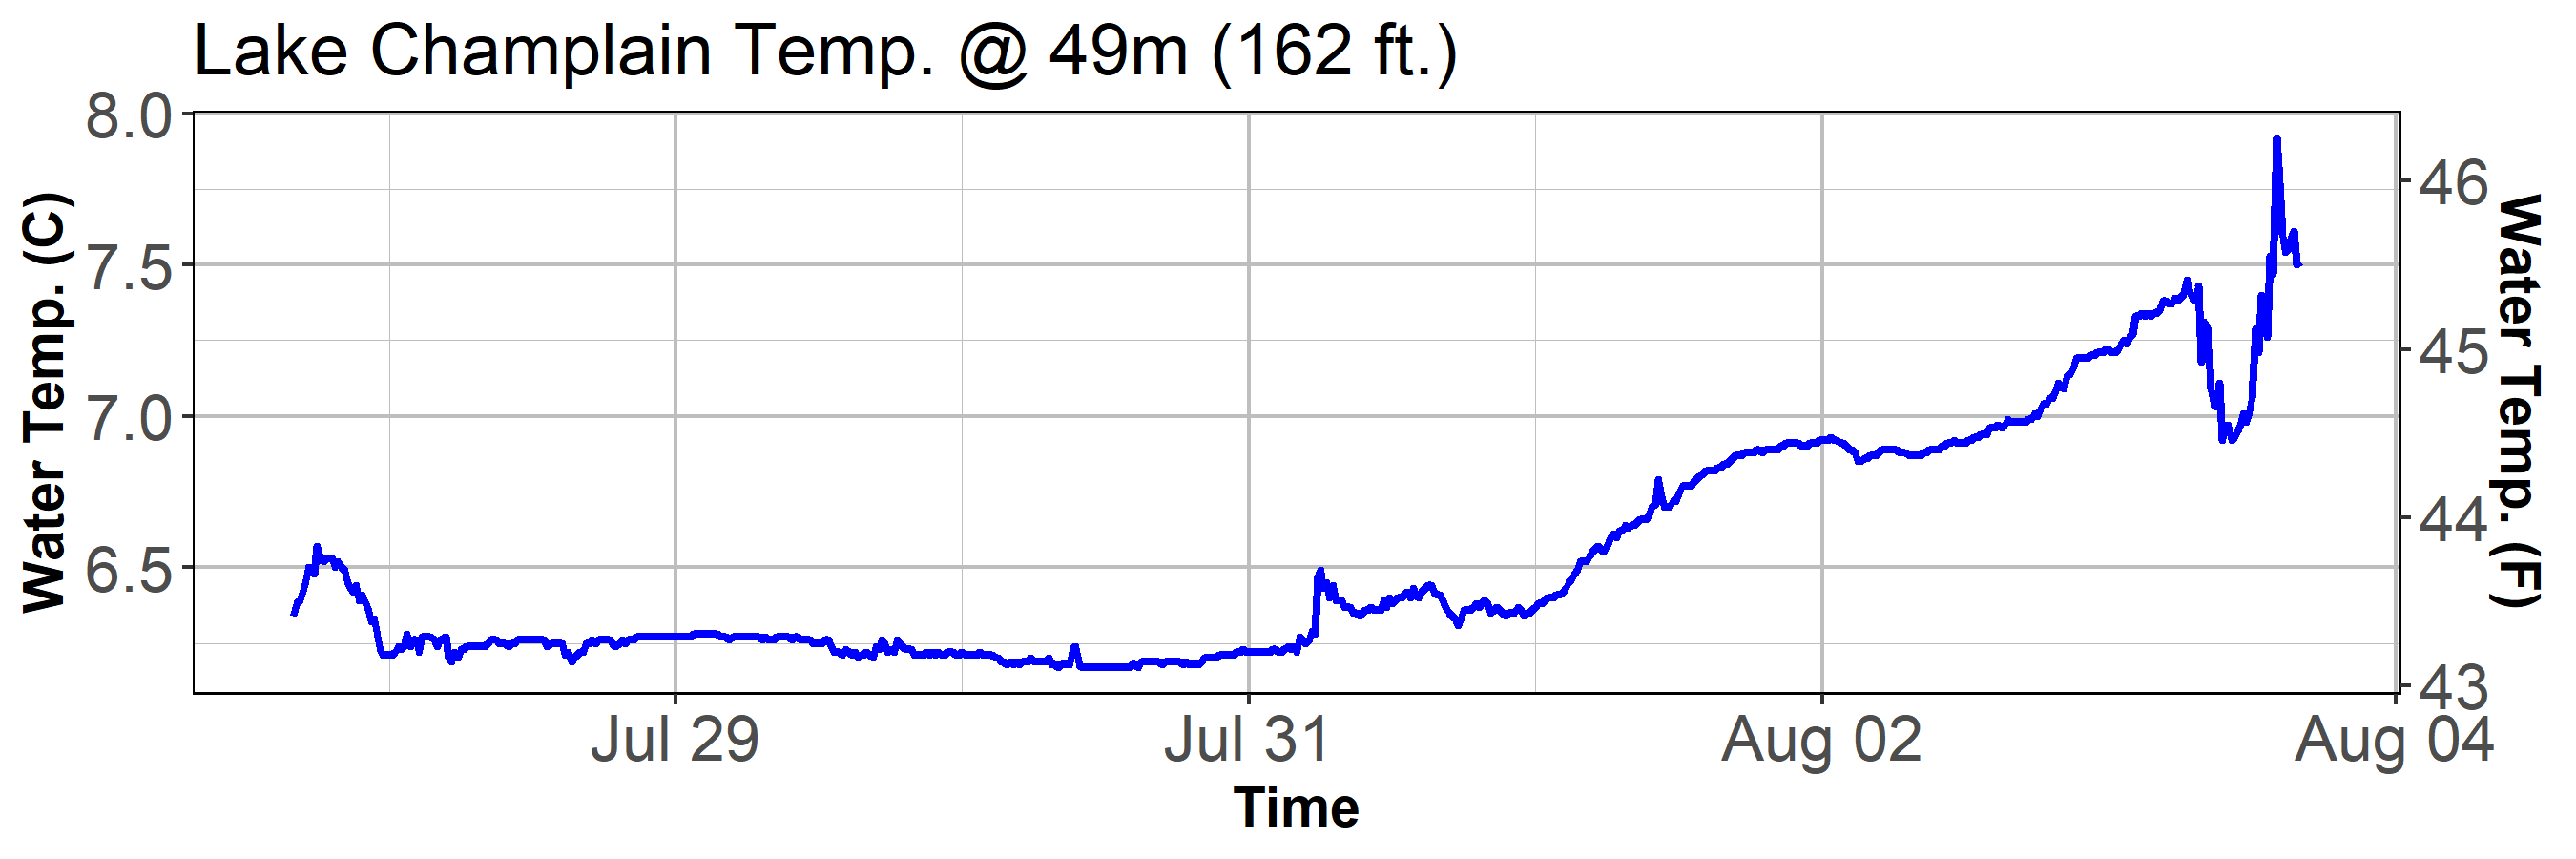 Lake Champlain Temp. @ 49m (162 ft.)
Water Temp. (C)
8.0
7.5
7.0
6.5
46
45
44
43
Water Temp. (F)
Jul 29
Jul 31
Aug 02
Aug 04
Time